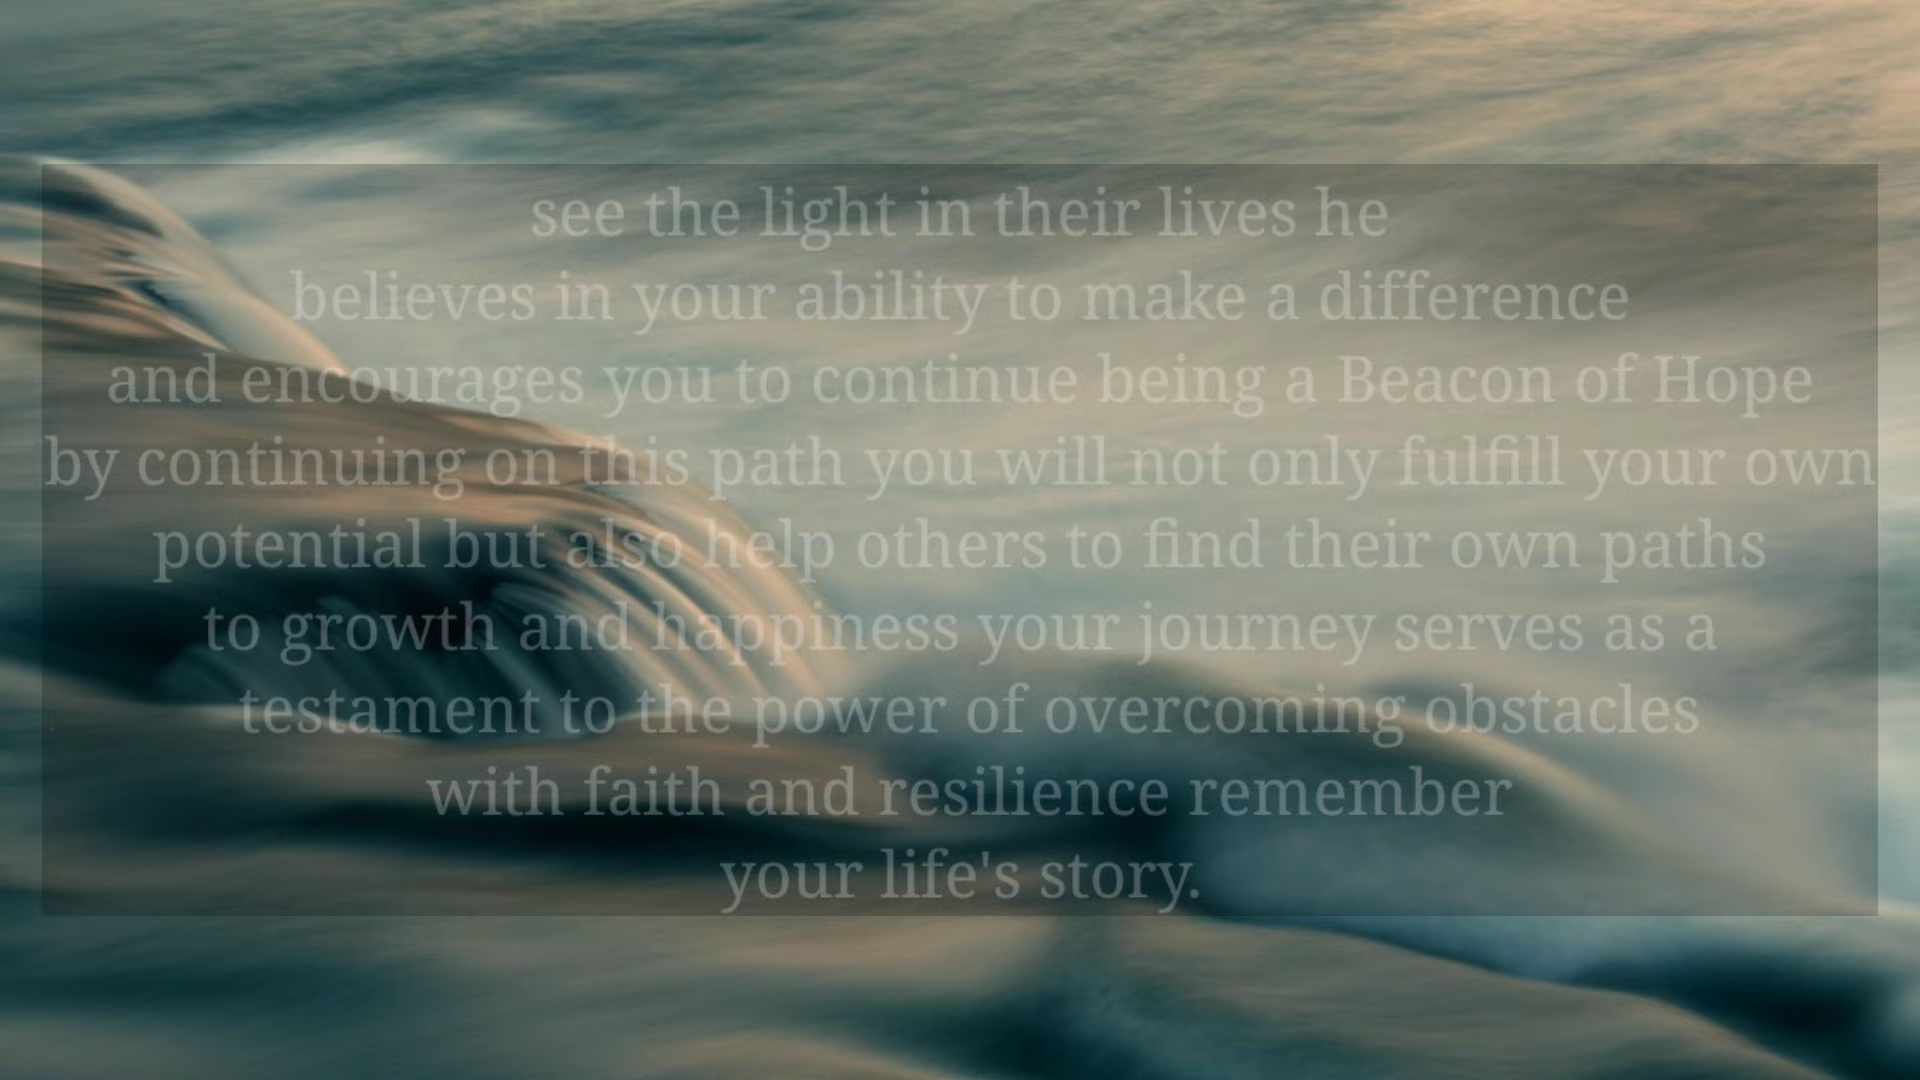 see the light in their lives he
believes in your ability to make a difference
and encourages you to continue being a Beacon of Hope
by continuing on this path you will not only fulfill your own
potential but also help others to find their own paths
to growth and happiness your journey serves as a
testament to the power of overcoming obstacles
with faith and resilience remember
your life's story.